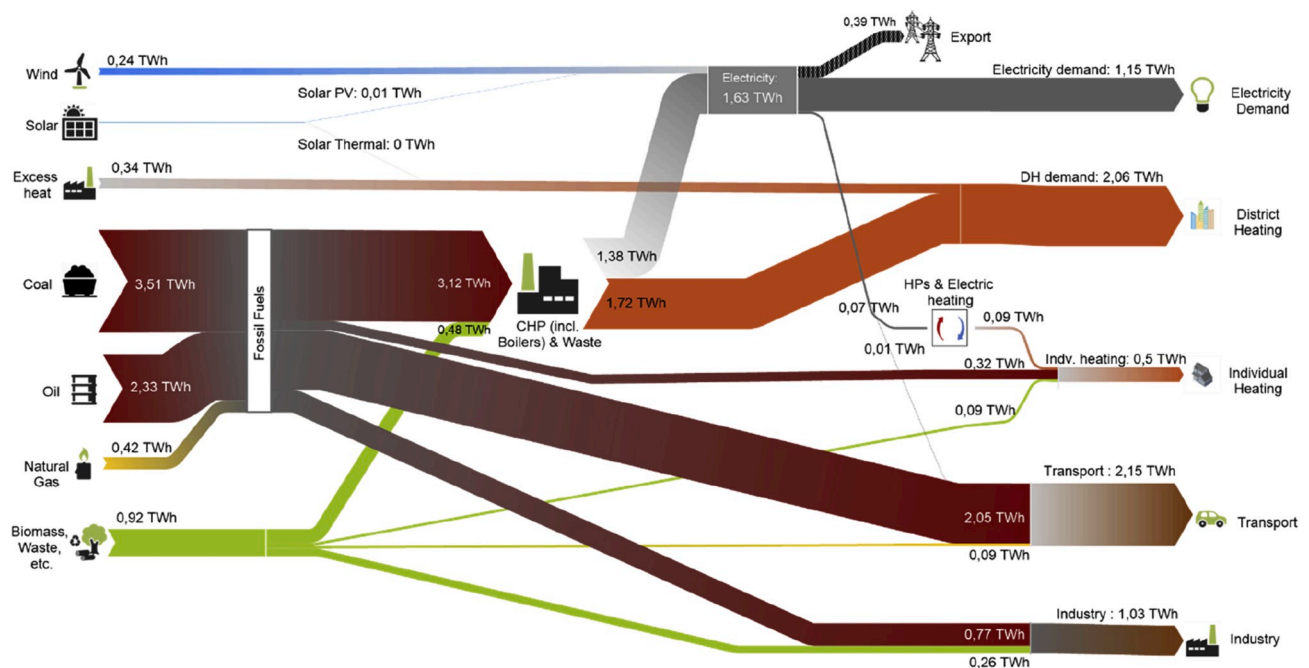 0,39 TWh
Export
Wind
0,24 TWh
Electricity:
1,63 TWh
Electricity demand: 1,15 TWh
Electricity
Demand
Solar PV: 0,01 TWh
Solar
Solar Thermal: 0 TWh
Excess
heat
0,34 TWh
DH demand: 2,06 TWh
District
Heating
Coal
3,51 TWh
Fossil Fuels
3,12 TWh
1,38 TWh
1,72 TWh
CHP (incl.
Boilers) & Waste
0,48 TWh
HPs & Electric
heating
0,07 TWh
0,09 TWh
0,01 TWh
0,32 TWh
Indv. heating: 0,5 TWh
Individual
Heating
Oil
2,33 TWh
0,09 TWh
Natural
Gas
0,42 TWh
Transport : 2,15 TWh
2,05 TWh
Transport
0,09 TWh
Biomass,
Waste,
etc.
0,92 TWh
Industry : 1,03 TWh
0,77 TWh
Industry
0,26 TWh